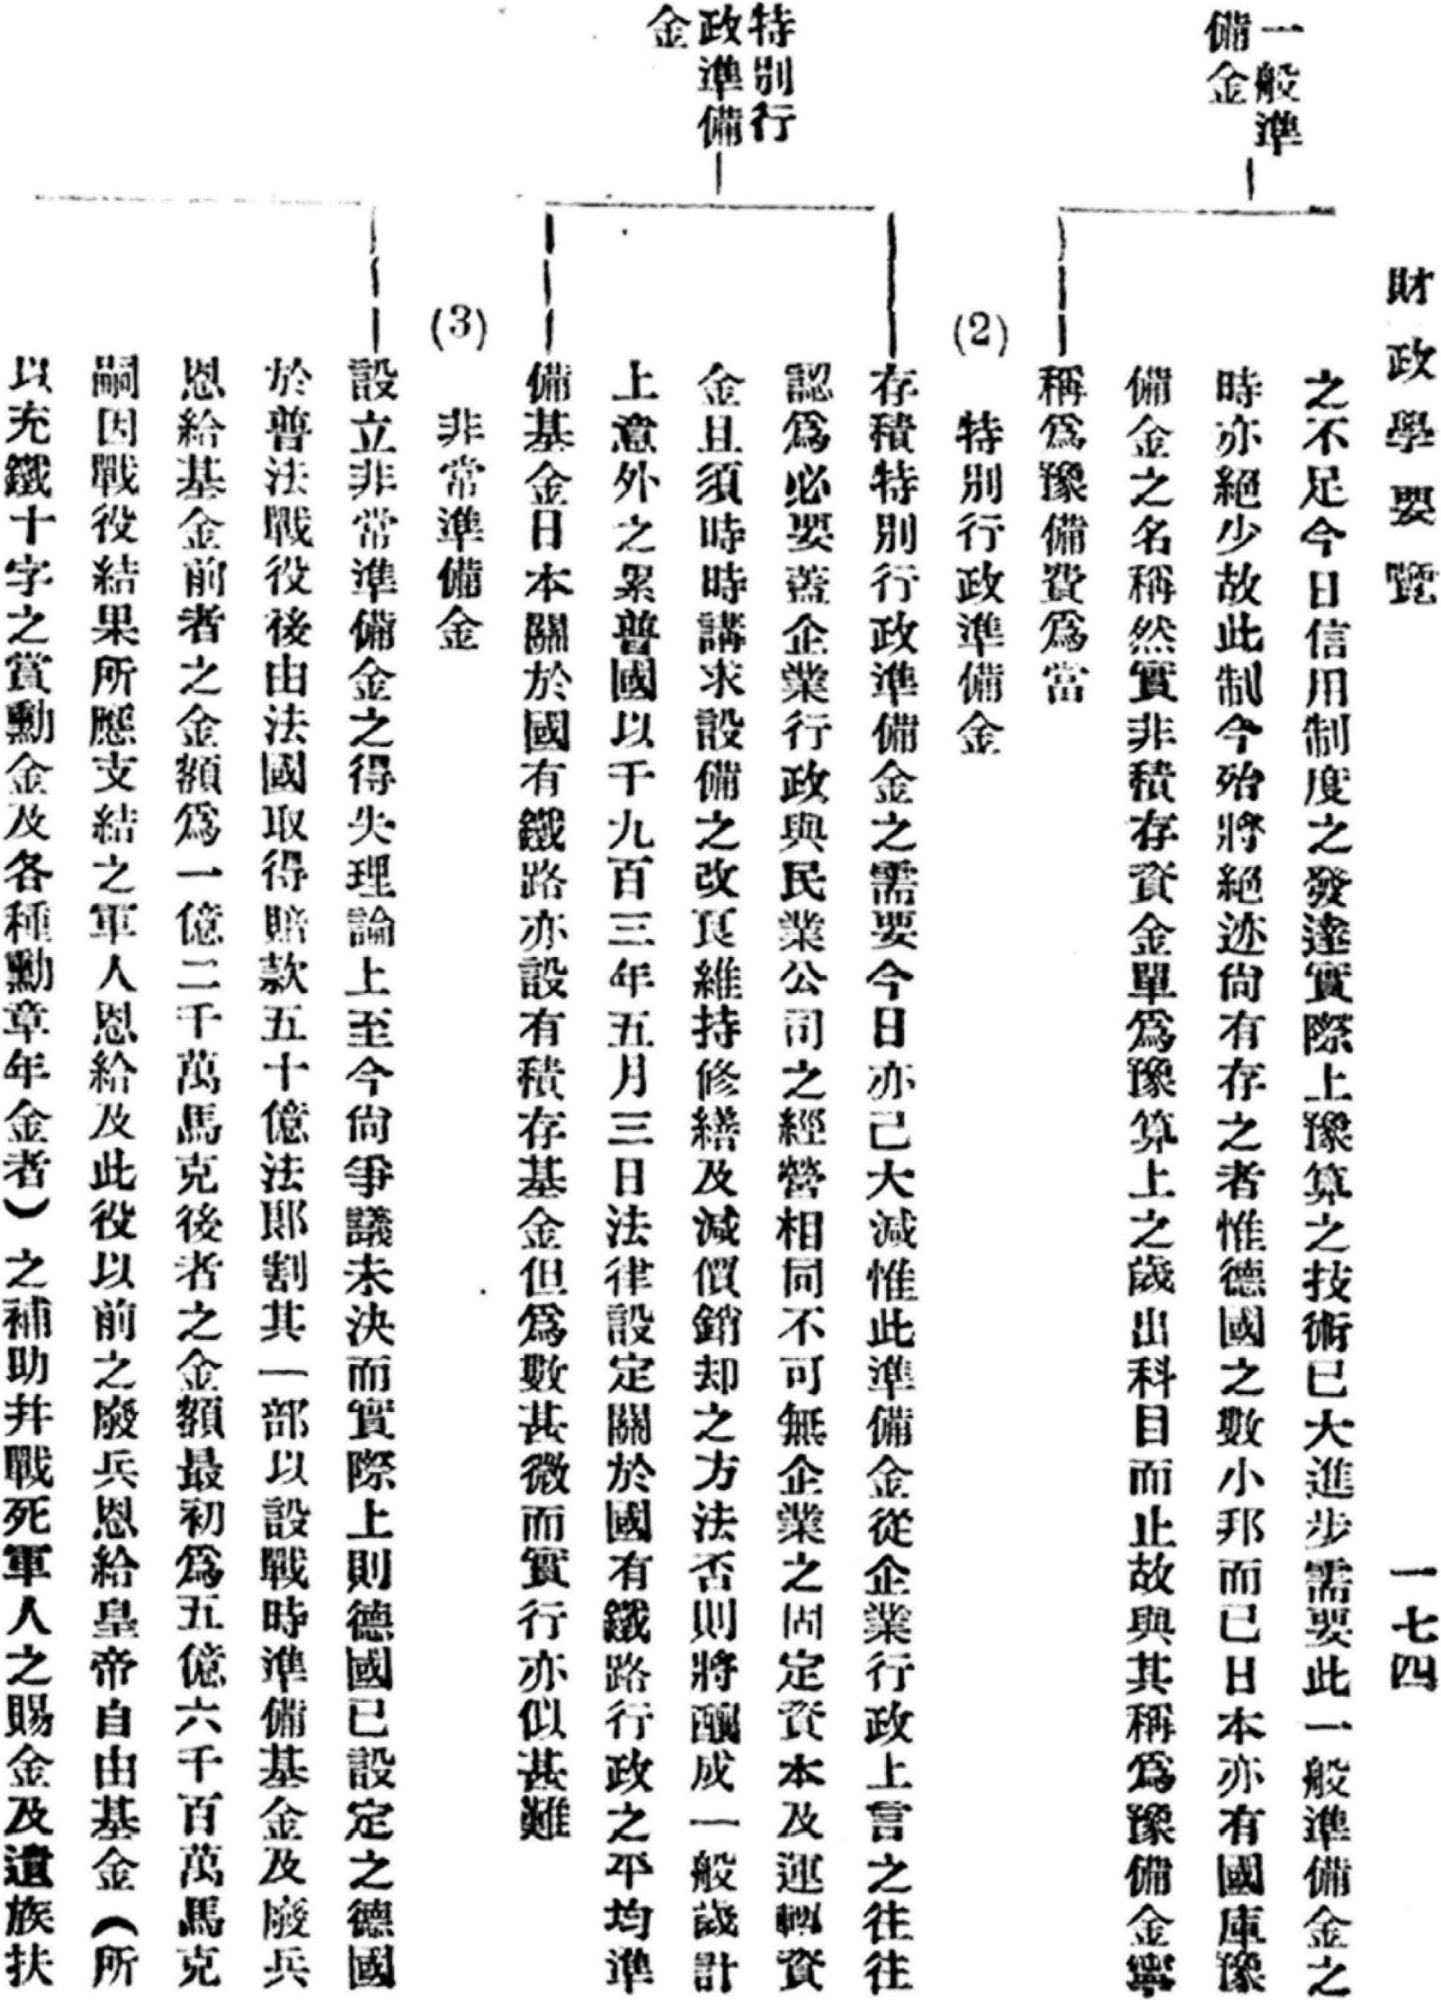 財政學要覽
一七四
一般準
備金
之不足今日信用制度之發達實際上豫算之技術已大進步需要此一般準備金之
時亦絕少故此制今殆將絕迹尙有存之者惟德國之數小邦而已日本亦有國庫豫
備金之名稱然實非積存資金單爲豫算上之歲出科目而止故與其稱爲豫備金寧
稱爲豫備費爲當
(2)
特別行政準備金
特別行
政準備
金
存積特別行政準備金之需要今日亦己大減惟此準備金從企業行政上言之往往
認爲必要蓋企業行政與民業公司之經營相同不可無企業之固定資本及運轉資
金且須時時講求設備之改良維持修繕及減價銷却之方法否則將釀成一般歲計
上意外之累普國以千九百三年五月三日法律設定關於國有鐵路行政之平均準
備基金日本關於國有鐵路亦設有積存基金但爲數甚微而實行亦似甚難
(3)
非常準備金
設立非常準備金之得失理論上至今尙爭議未決而實際上則德國已設定之德國
於普法戰役後由法國取得賠款五十億法郞割其一部以設戰時準備基金及廢兵
恩給基金前者之金額爲一億二千萬馬克後者之金額最初爲五億六千百萬馬克
嗣因戰役結果所應支結之軍人恩給及此役以前之廢兵恩給皇帝自由基金（所
以充鐵十字之賞勳金及各種勳章年金者）之補助幷戰死軍人之賜金及遺族扶